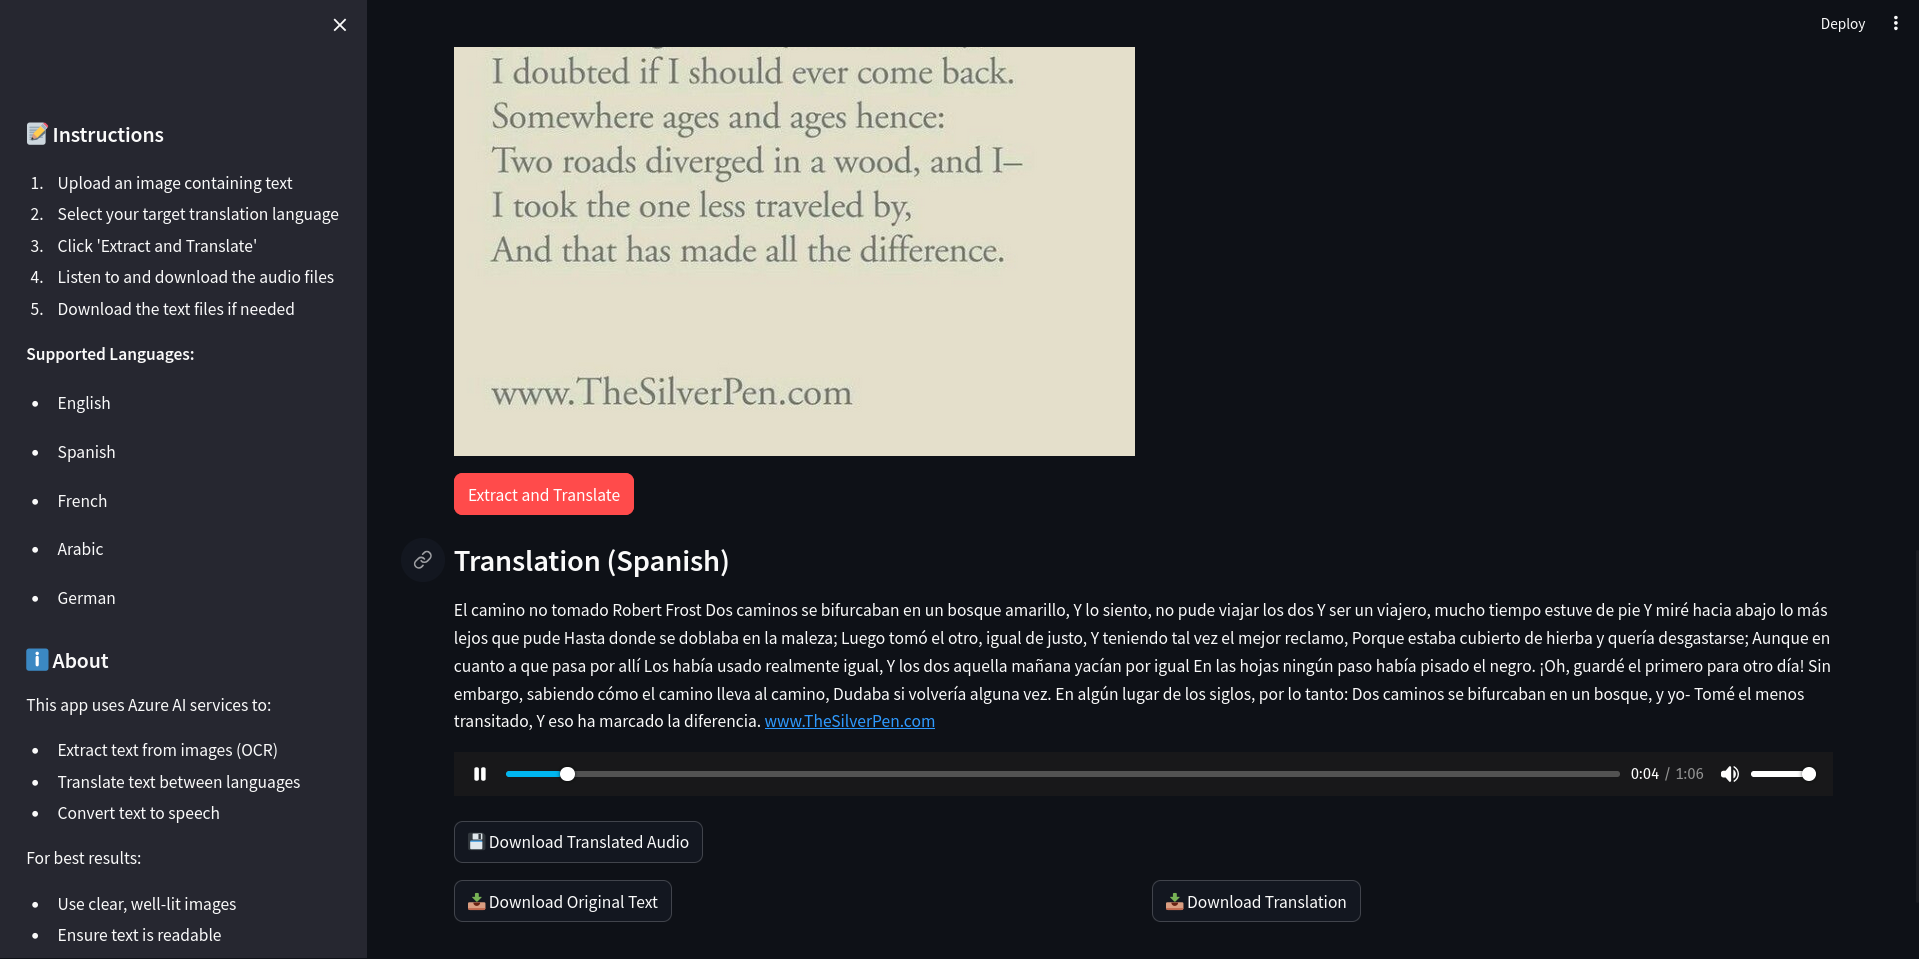 Deploy
📝 Instructions
1. Upload an image containing text
2. Select your target translation language
3. Click 'Extract and Translate'
4. Listen to and download the audio files
5. Download the text files if needed
Supported Languages:
• English
• Spanish
• French
• Arabic
• German
ℹ️ About
This app uses Azure AI services to:
• Extract text from images (OCR)
• Translate text between languages
• Convert text to speech
For best results:
• Use clear, well-lit images
• Ensure text is readable
I doubted if I should ever come back.
Somewhere ages and ages hence:
Two roads diverged in a wood, and I–
I took the one less traveled by,
And that has made all the difference.
www.TheSilverPen.com
Extract and Translate
Translation (Spanish)
El camino no tomado Robert Frost Dos caminos se bifurcaban en un bosque amarillo, Y lo siento, no pude viajar los dos Y ser un viajero, mucho tiempo estuve de pie Y miré hacia abajo lo más
lejos que pude Hasta donde se doblaba en la maleza; Luego tomó el otro, igual de justo, Y teniendo tal vez el mejor reclamo, Porque estaba cubierto de hierba y quería desgastarse; Aunque en
cuanto a que pasa por allí Los había usado realmente igual, Y los dos aquella mañana yacían por igual En las hojas ningún paso había pisado el negro. ¡Oh, guardé el primero para otro día! Sin
embargo, sabiendo cómo el camino lleva al camino, Dudaba si volvería alguna vez. En algún lugar de los siglos, por lo tanto: Dos caminos se bifurcaban en un bosque, y yo- Tomé el menos
transitado, Y eso ha marcado la diferencia. www.TheSilverPen.com
0:04 / 1:06
💾 Download Translated Audio
📥 Download Original Text
📥 Download Translation